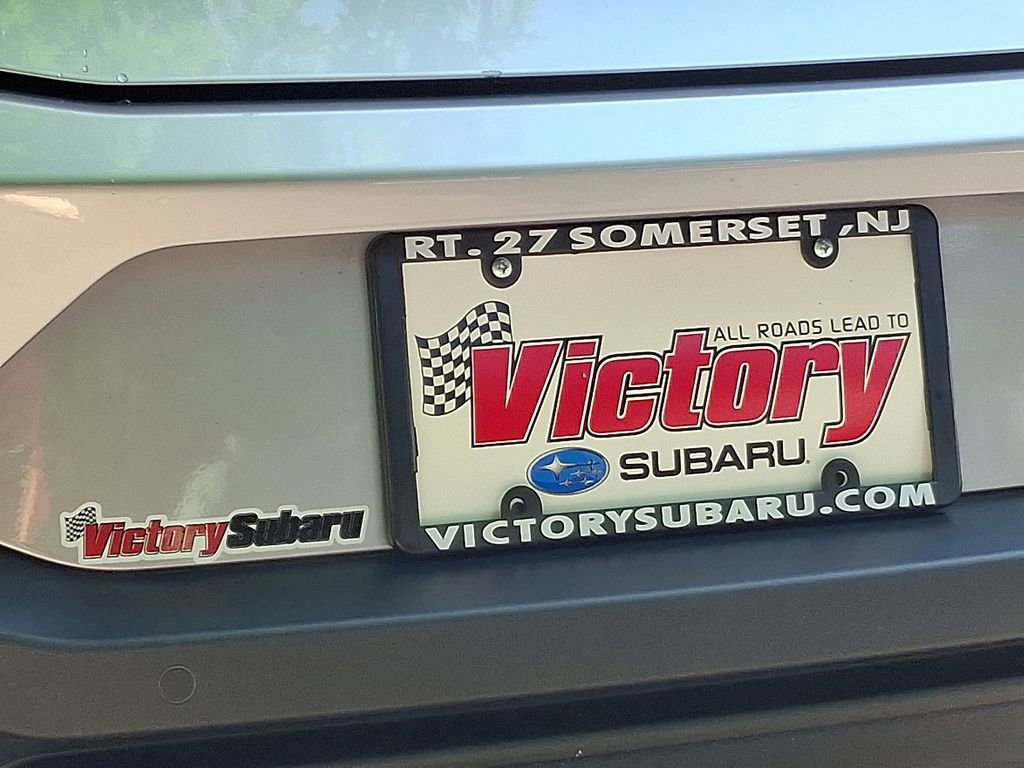 RT. 27 SOMERSET ,NJ
ALL ROADS LEAD TO
Victory
SUBARU
VICTORYSUBARU.COM
VictorySubaru